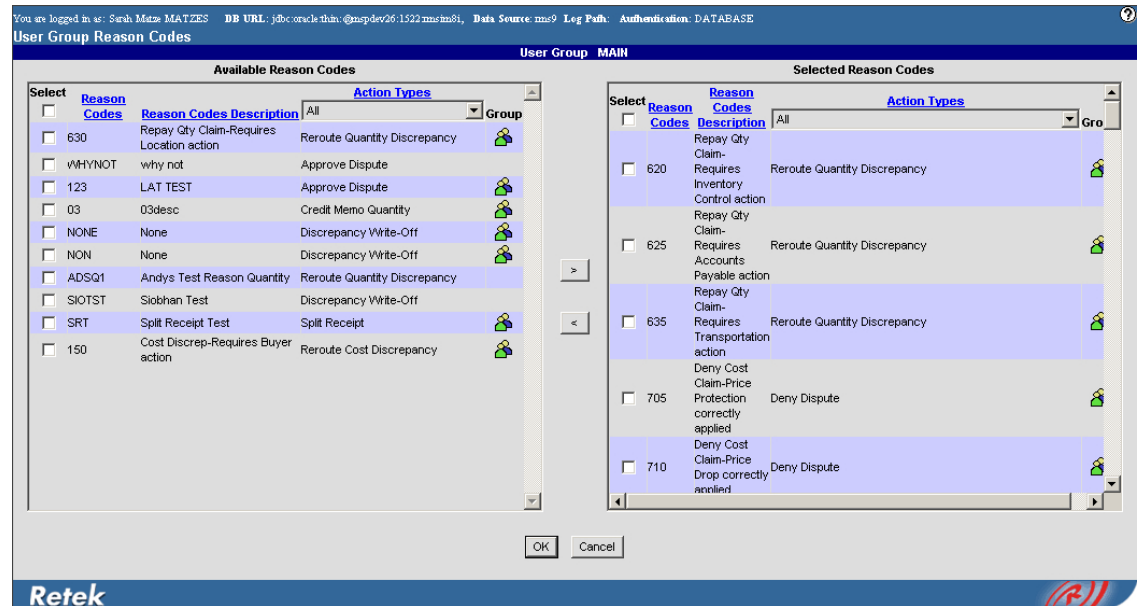 You are logged in as: Sarah Matze MATZES DB URL: jdbc:oracle:thin:@mspdev26:1522:mnsim8i, Data Source: rms9 Log Path: Authentication: DATABASE
User Group Reason Codes
User Group MAIN
Available Reason Codes
Select Reason Codes Reason Codes Description Action Types All Group
630 Repay Qty Claim-Requires Location action Reroute Quantity Discrepancy
WHYNOT why not Approve Dispute
123 LAT TEST Approve Dispute
03 03desc Credit Memo Quantity
NONE None Discrepancy Write-Off
NON None Discrepancy Write-Off
ADSQ1 Andys Test Reason Quantity Reroute Quantity Discrepancy
SIOTST Siobhan Test Discrepancy Write-Off
SRT Split Receipt Test Split Receipt
150 Cost Discrep-Requires Buyer action Reroute Cost Discrepancy
>
<
Selected Reason Codes
Select Reason Codes Reason Codes Description Action Types All Gro
620 Repay Qty Claim-Requires Inventory Control action Reroute Quantity Discrepancy
625 Repay Qty Claim-Requires Accounts Payable action Reroute Quantity Discrepancy
635 Repay Qty Claim-Requires Transportation action Reroute Quantity Discrepancy
705 Deny Cost Claim-Price Protection correctly applied Deny Dispute
710 Deny Cost Claim-Price Drop correctly applied Deny Dispute
OK Cancel
Retek